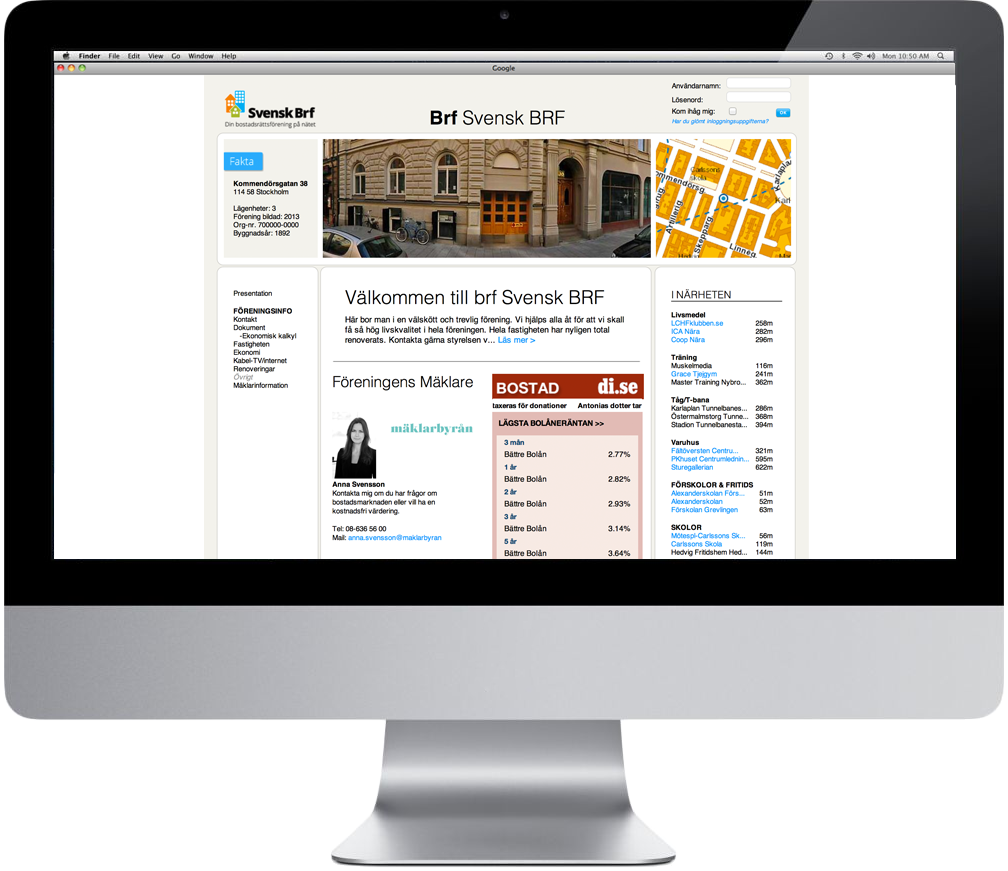 Finder File Edit View Go Window Help
Mon 10:50 AM
Coogle
Svensk Brf
Din bostadsrättsförening på nätet
Brf Svensk BRF
Användarnamn:
Lösenord:
Kom ihåg mig:
OK
Har du glömt inloggningsuppgifterna?
Fakta
Kommendörsgatan 38
114 58 Stockholm
Lägenheter: 3
Förening bildad: 2013
Org-nr. 700000-0000
Byggnadsår: 1892
Carlssons
skola
Karlapla
Karl
ommendörsg
Artillerig
Skepparg
Linneg
Presentation
FÖRENINGSINFO
Kontakt
Dokument
-Ekonomisk kalkyl
Fastigheten
Ekonomi
Kabel-TV/internet
Renoveringar
Övrigt
Mäklarinformation
Välkommen till brf Svensk BRF
Här bor man i en välskött och trevlig förening. Vi hjälps alla åt för att vi skall
få så hög livskvalitet i hela föreningen. Hela fastigheten har nyligen total
renoverats. Kontakta gärna styrelsen v... Läs mer >
Föreningens Mäklare
mäklarbyrån
Anna Svensson
Kontakta mig om du har frågor om
bostadsmarknaden eller vill ha en
kostnadsfri värdering.
Tel: 08-636 56 00
Mail: anna.svensson@maklarbyran
BOSTAD di.se
taxeras för donationer Antonias dotter tar
LÄGSTA BOLÅNERÄNTAN >>
3 mån
Bättre Bolån 2.77%
1 år
Bättre Bolån 2.82%
2 år
Bättre Bolån 2.93%
3 år
Bättre Bolån 3.14%
5 år
Bättre Bolån 3.64%
I NÄRHETEN
Livsmedel
LCHFklubben.se 258m
ICA Nära 282m
Coop Nära 296m
Träning
Muskelmedia 116m
Grace Tjejgym 241m
Master Training Nybro... 362m
Tåg/T-bana
Karlaplan Tunnelbanes... 286m
Östermalmstorg Tunne... 368m
Stadion Tunnelbanesta... 394m
Varuhus
Fältöversten Centru... 321m
PKhuset Centrumlednin... 595m
Sturegallerian 622m
FÖRSKOLOR & FRITIDS
Alexanderskolan Förs... 51m
Alexanderskolan 52m
Förskolan Grevlingen 63m
SKOLOR
Mötespl-Carlssons Sk... 56m
Carlssons Skola 119m
Hedvig Fritidshem Hed... 144m